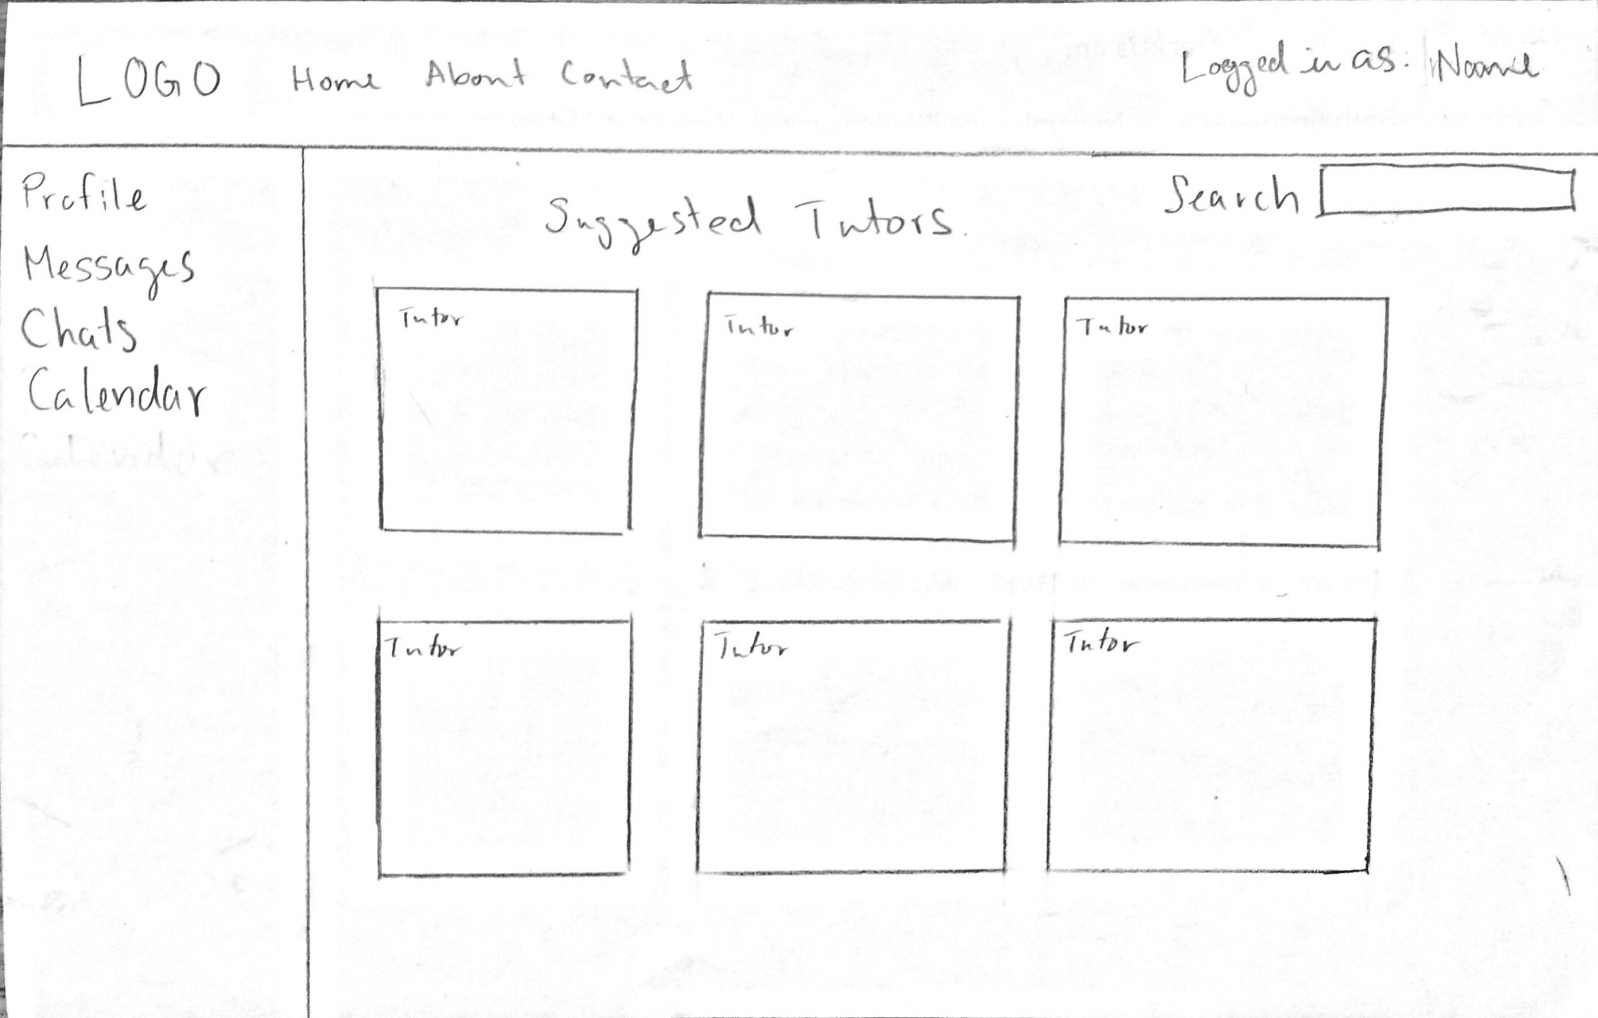 LOGO Home About Contact Logged in as: Name
Profile
Messages
Chats
Calendar
Calendar
Search
Suggested Tutors.
Tutor Tutor Tutor
Tutor Tutor Tutor